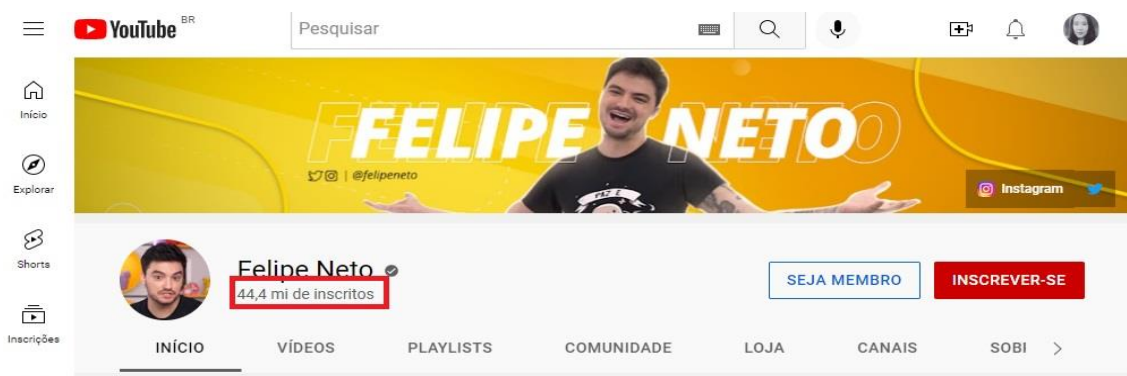 YouTube BR
Pesquisar
Início
Explorar
Shorts
Inscrições
FELIPE NETO
@felipeneto
PAZ E
Instagram
Felipe Neto
44,4 mi de inscritos
SEJA MEMBRO
INSCREVER-SE
INÍCIO VÍDEOS PLAYLISTS COMUNIDADE LOJA CANAIS SOBI